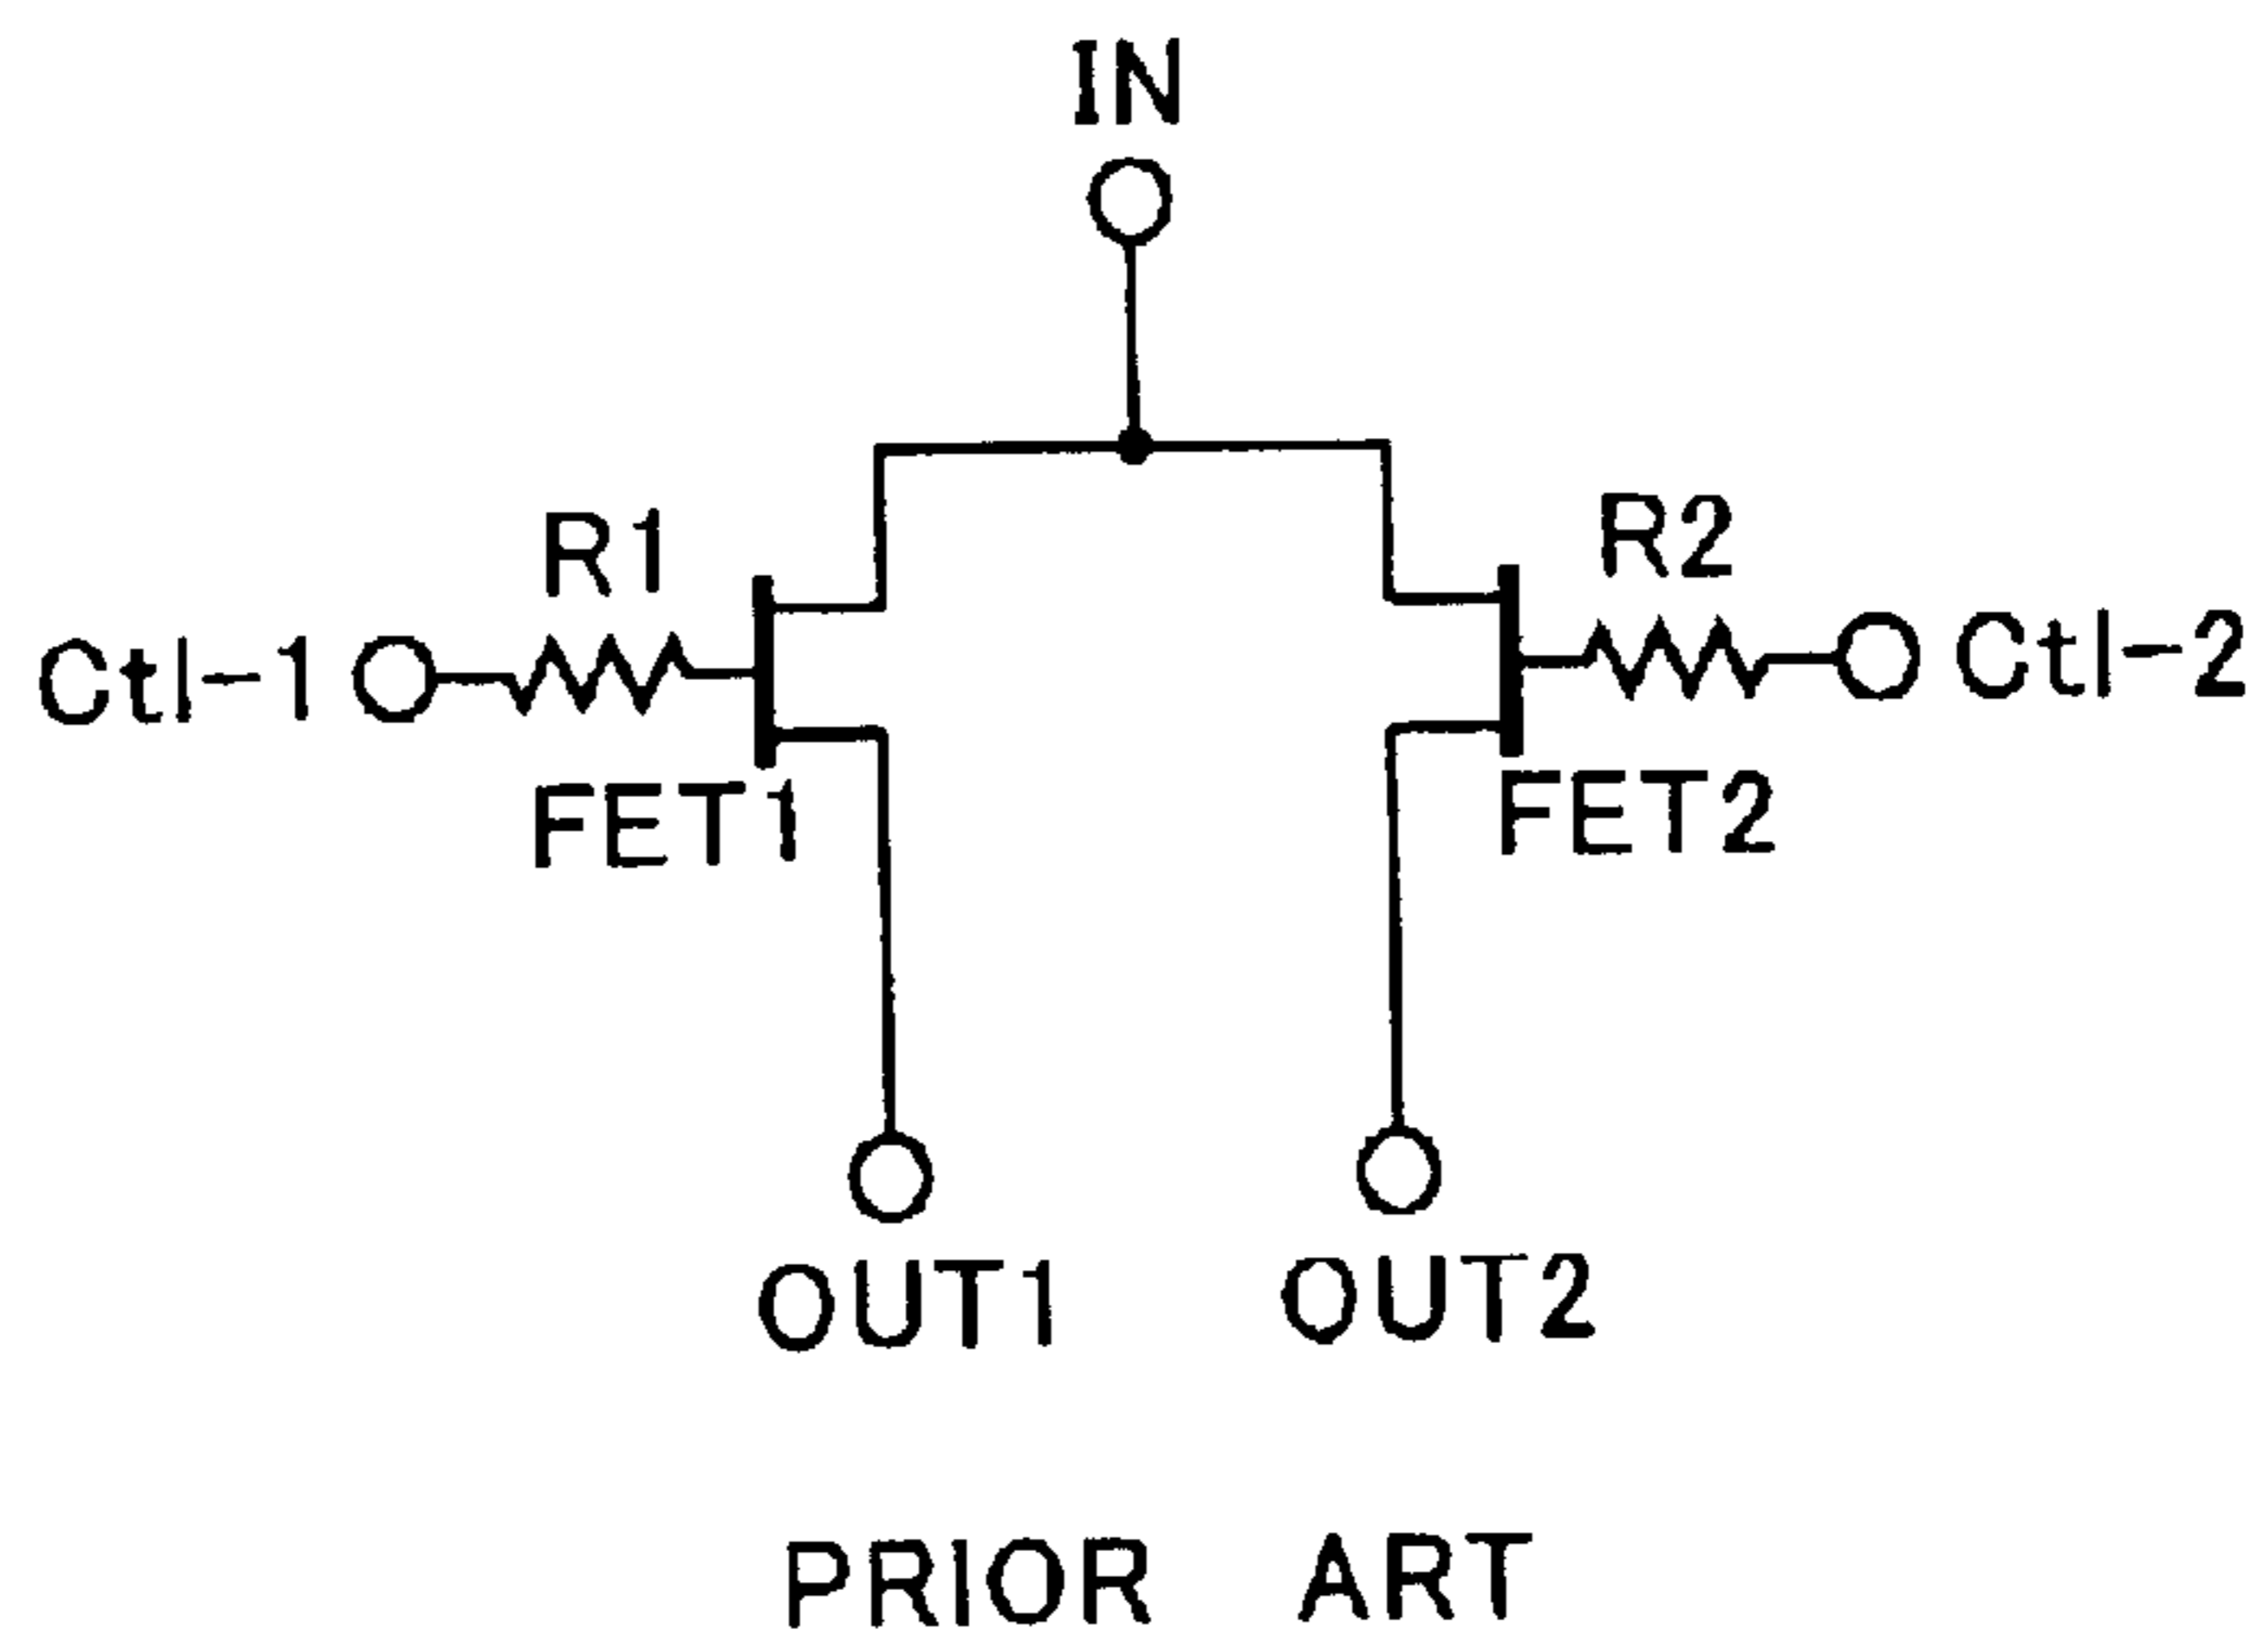 IN
R1
R2
Ctl-1
Ctl-2
FET1
FET2
OUT1
OUT2
PRIOR ART